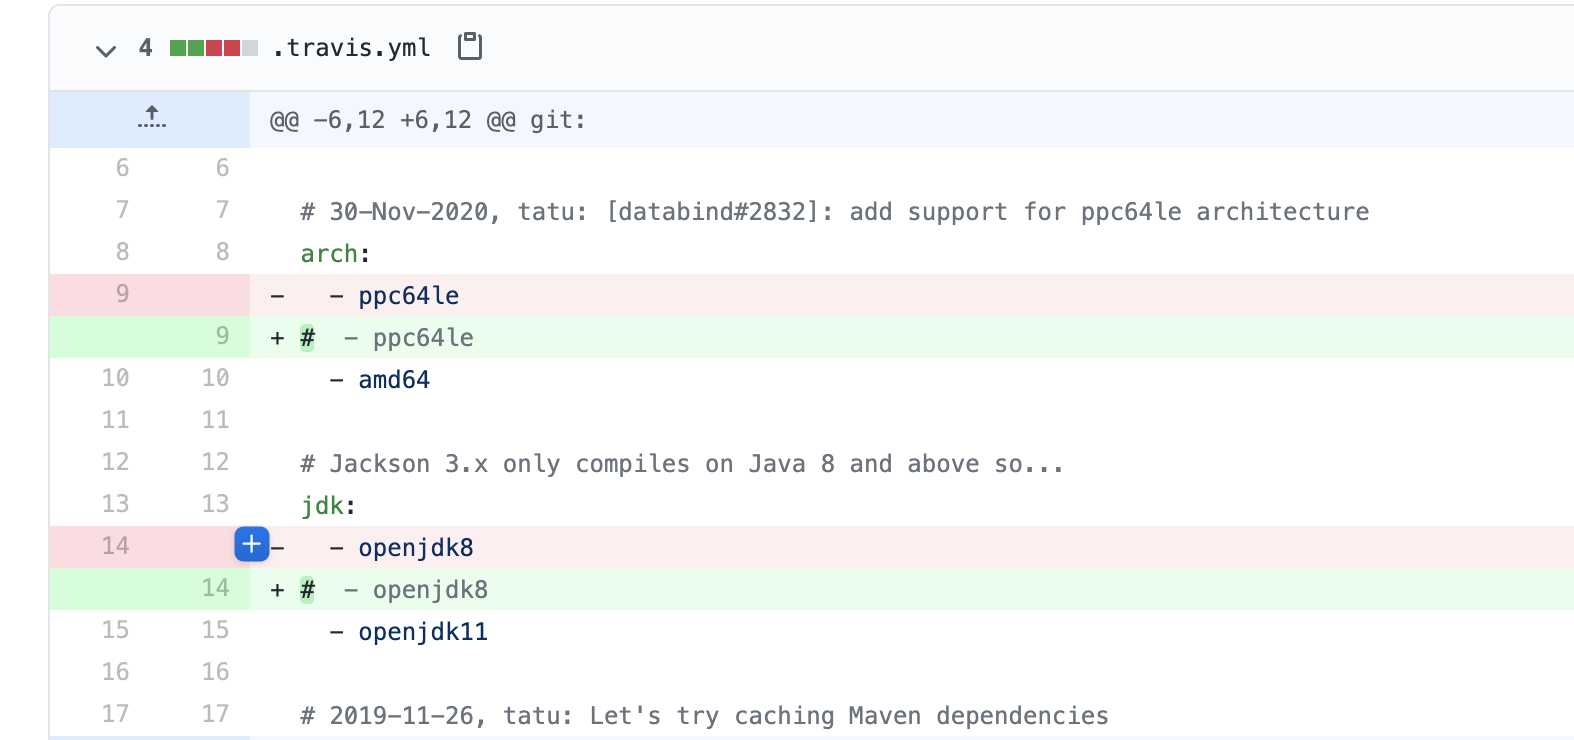 4 .travis.yml
@@ -6,12 +6,12 @@ git:
6 6
7 7 # 30-Nov-2020, tatu: [databind#2832]: add support for ppc64le architecture
8 8 arch:
9 -   - ppc64le
9 + #  - ppc64le
10 10   - amd64
11 11
12 12 # Jackson 3.x only compiles on Java 8 and above so...
13 13 jdk:
14 + -   - openjdk8
14 + #  - openjdk8
15 15   - openjdk11
16 16
17 17 # 2019-11-26, tatu: Let's try caching Maven dependencies